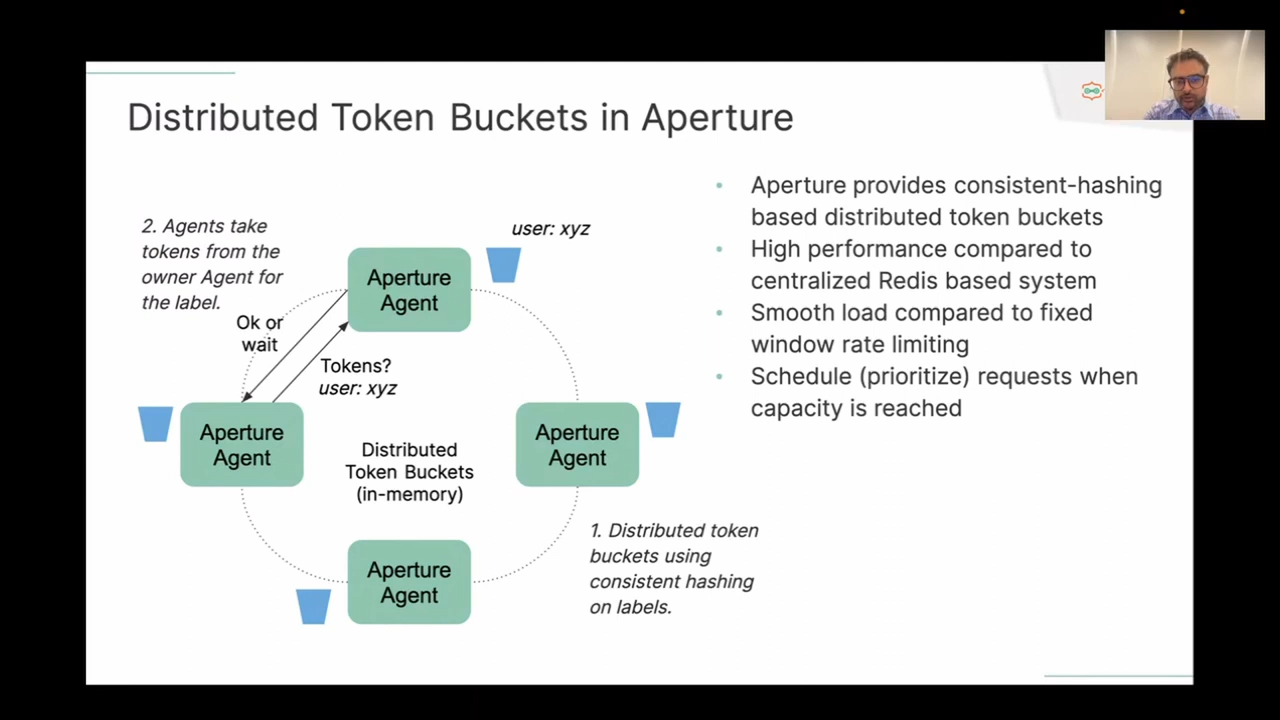 Distributed Token Buckets in Aperture
2. Agents take
tokens from the
owner Agent for
the label.
user: xyz
Aperture
Agent
Ok or
wait
Tokens?
user: xyz
Aperture
Agent
Distributed
Token Buckets
(in-memory)
Aperture
Agent
Aperture
Agent
1. Distributed token
buckets using
consistent hashing
on labels.
• Aperture provides consistent-hashing
based distributed token buckets
• High performance compared to
centralized Redis based system
• Smooth load compared to fixed
window rate limiting
• Schedule (prioritize) requests when
capacity is reached